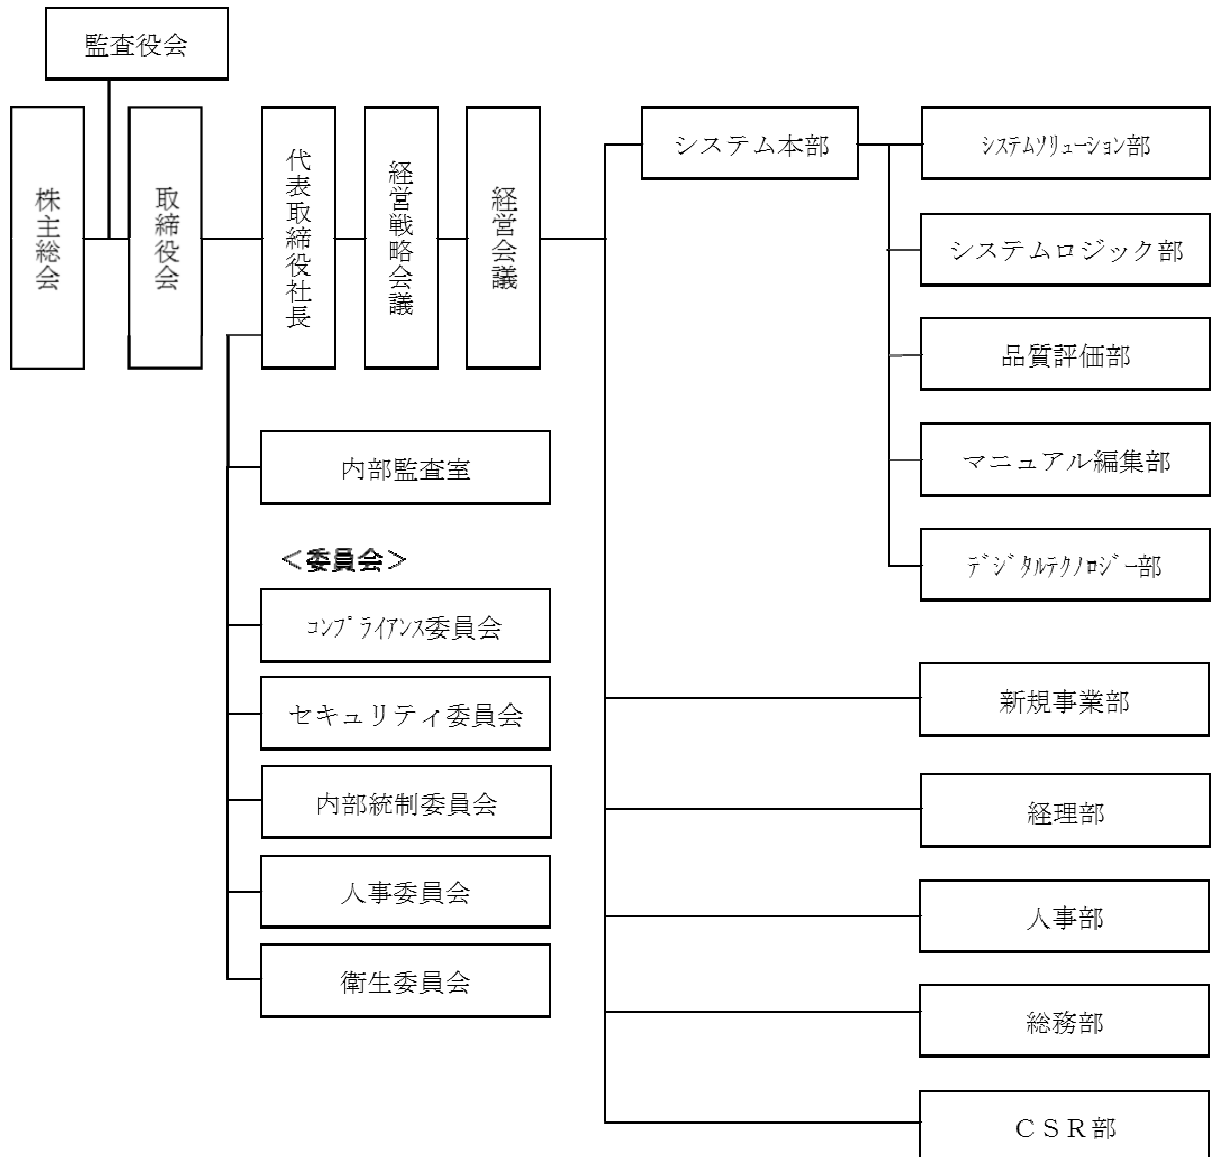 監査役会
株主総会
取締役会
代表取締役社長
経営戦略会議
経営会議
システム本部
ｼｽﾃﾑｿﾘｭｰｼｮﾝ部
システムロジック部
品質評価部
マニュアル編集部
ﾃﾞｼﾞﾀﾙﾃｸﾉﾛｼﾞｰ部
内部監査室
＜委員会＞
ｺﾝﾌﾟﾗｲｱﾝｽ委員会
セキュリティ委員会
内部統制委員会
人事委員会
衛生委員会
新規事業部
経理部
人事部
総務部
ＣＳＲ部